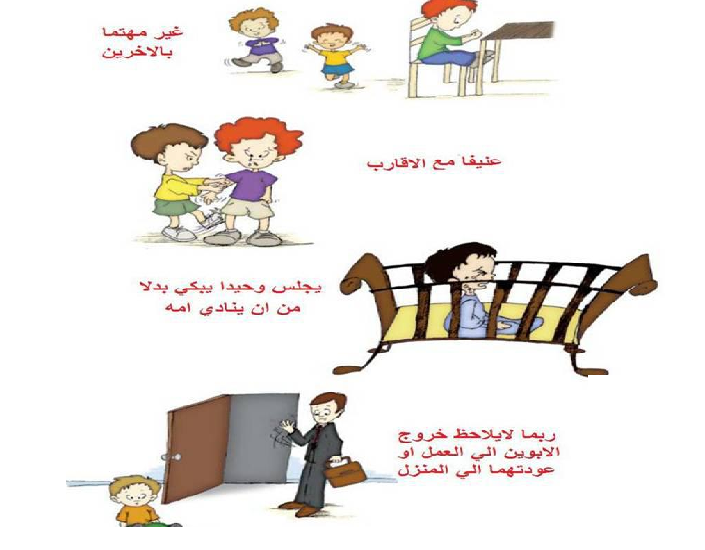 غير مهتما
بالاخرين
عنيفا مع الاقارب
يجلس وحيدا يبكي بدلا
من ان ينادي امه
ربما لايلاحظ خروج
الابوين الي العمل او
عودتهما الي المنزل